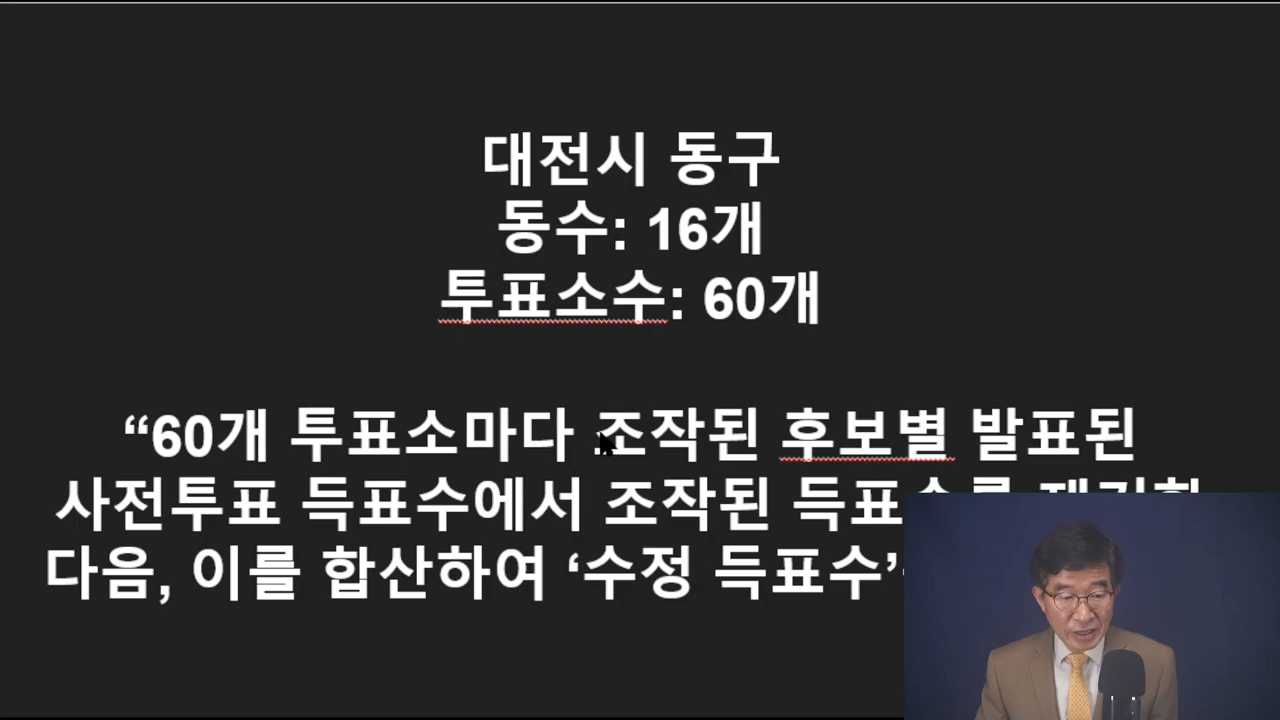 대전시 동구
동수: 16개
투표소수: 60개
“60개 투표소마다 조작된 후보별 발표된
사전투표 득표수에서 조작된
다음, 이를 합산하여 ‘수정 득표수’